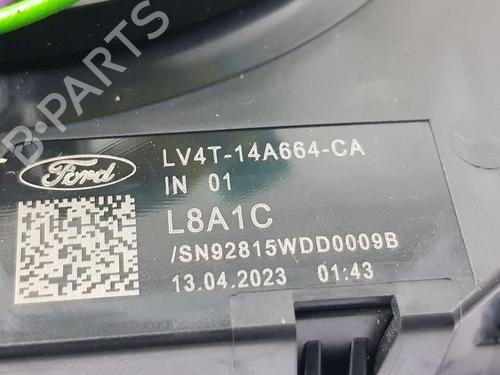 B-PARTS
Ford
LV4T-14A664-CA
IN 01
L8A1C
/SN92815WDD0009B
13.04.2023 01:43